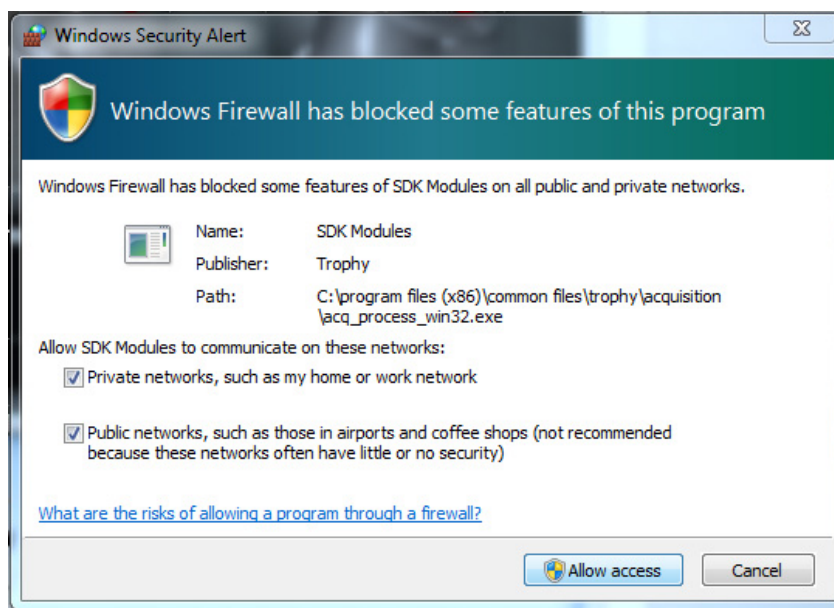 Windows Security Alert
Windows Firewall has blocked some features of this program
Windows Firewall has blocked some features of SDK Modules on all public and private networks.
Name: SDK Modules
Publisher: Trophy
Path: C:\program files (x86)\common files\trophy\acquisition
\acq_process_win32.exe
Allow SDK Modules to communicate on these networks:
Private networks, such as my home or work network
Public networks, such as those in airports and coffee shops (not recommended
because these networks often have little or no security)
What are the risks of allowing a program through a firewall?
Allow access Cancel